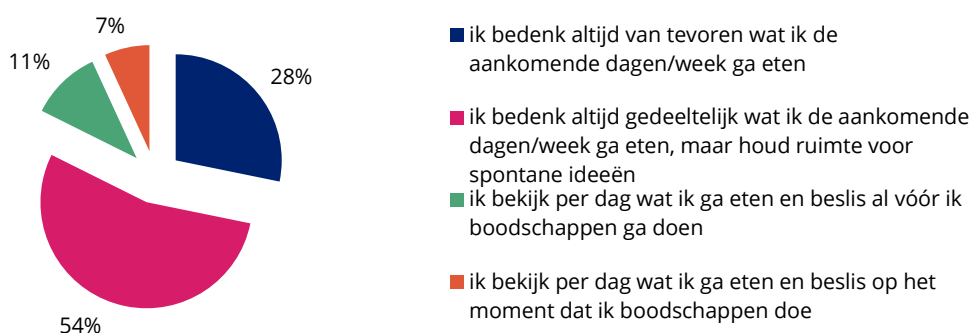 7%
11%
28%
54%
ik bedenk altijd van tevoren wat ik de
aankomende dagen/week ga eten
ik bedenk altijd gedeeltelijk wat ik de aankomende
dagen/week ga eten, maar houd ruimte voor
spontane ideeën
ik bekijk per dag wat ik ga eten en beslis al vóór ik
boodschappen ga doen
ik bekijk per dag wat ik ga eten en beslis op het
moment dat ik boodschappen doe